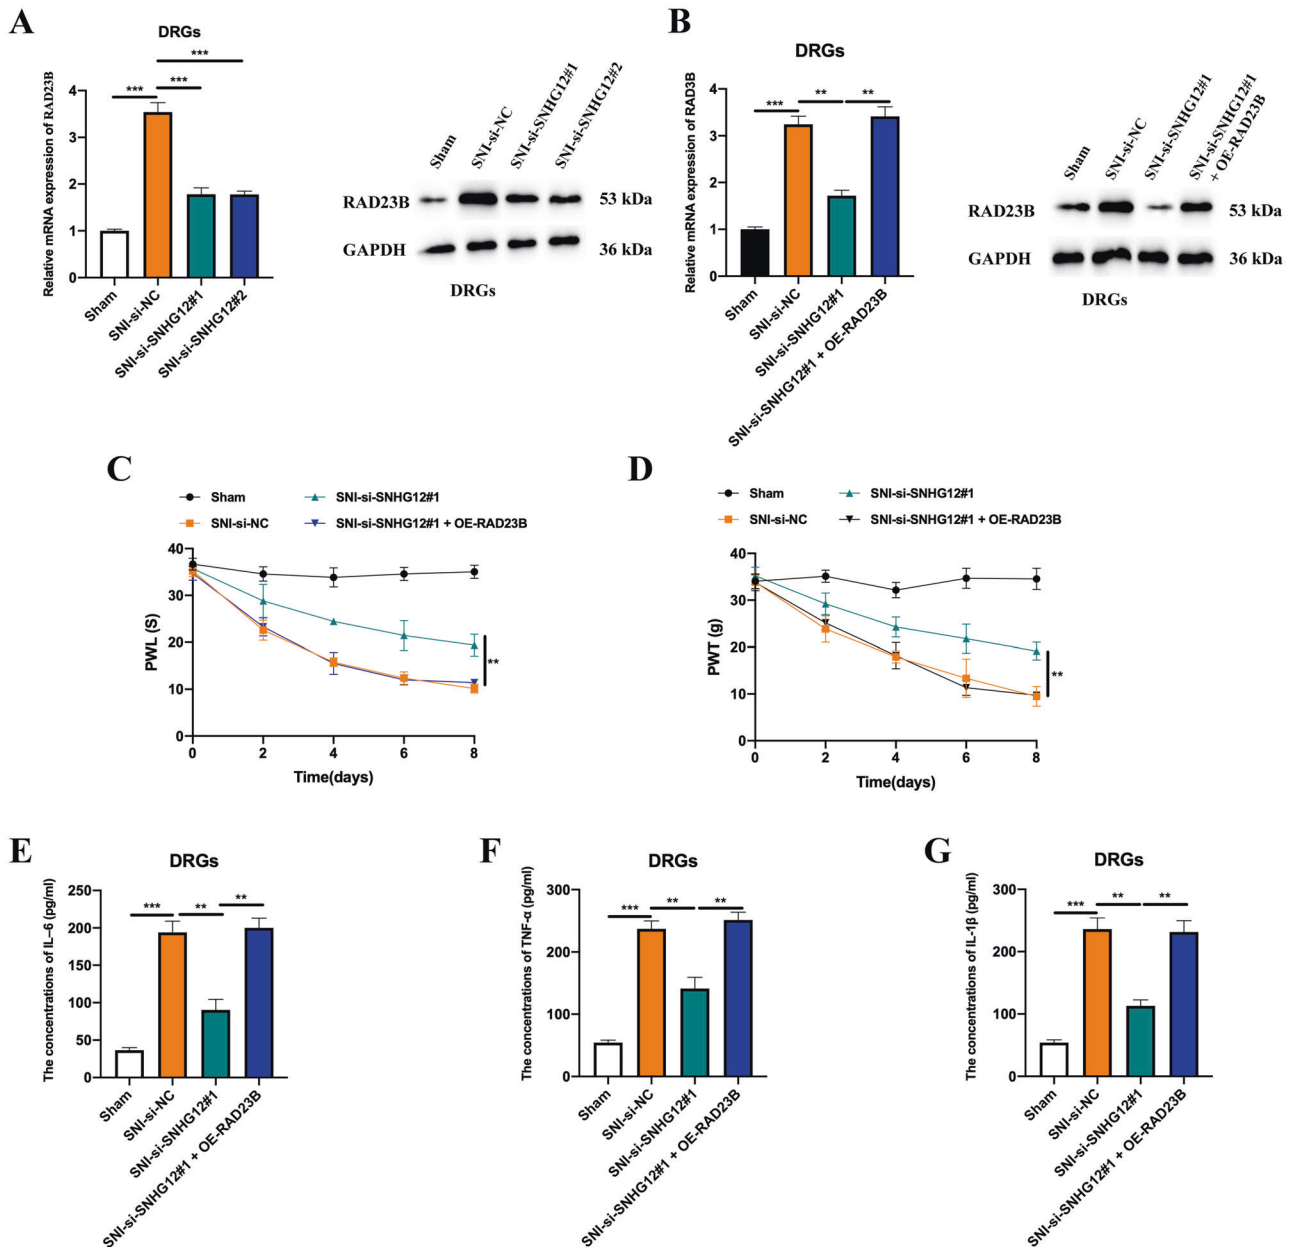 A
DRGs
***
***
***
Relative mRNA expression of RAD23B
4
3
2
1
0
Sham
SNI-si-NC
SNI-si-SNHG12#1
SNI-si-SNHG12#2
Sham
SNI-si-NC
SNI-si-SNHG12#1
SNI-si-SNHG12#2
RAD23B
53 kDa
GAPDH
36 kDa
DRGs
B
DRGs
***
**
**
Relative mRNA expression of RAD3B
4
3
2
1
0
Sham
SNI-si-NC
SNI-si-SNHG12#1
SNI-si-SNHG12#1 + OE-RAD23B
Sham
SNI-si-NC
SNI-si-SNHG12#1
SNI-si-SNHG12#1
+ OE-RAD23B
RAD23B
53 kDa
GAPDH
36 kDa
DRGs
C
Sham
SNI-si-SNHG12#1
SNI-si-NC
SNI-si-SNHG12#1 + OE-RAD23B
PWL (S)
40
30
20
10
0
**
0 2 4 6 8
Time(days)
D
Sham
SNI-si-SNHG12#1
SNI-si-NC
SNI-si-SNHG12#1 + OE-RAD23B
PWT (g)
40
30
20
10
0
**
0 2 4 6 8
Time(days)
E
DRGs
***
**
**
The concentrations of IL–6 (pg/ml)
250
200
150
100
50
0
Sham
SNI-si-NC
SNI-si-SNHG12#1
SNI-si-SNHG12#1 + OE-RAD23B
F
DRGs
***
**
**
The concentrations of TNF-α (pg/ml)
300
200
100
0
Sham
SNI-si-NC
SNI-si-SNHG12#1
SNI-si-SNHG12#1 + OE-RAD23B
G
DRGs
***
**
**
The concentrations of IL-1β (pg/ml)
300
200
100
0
Sham
SNI-si-NC
SNI-si-SNHG12#1
SNI-si-SNHG12#1 + OE-RAD23B